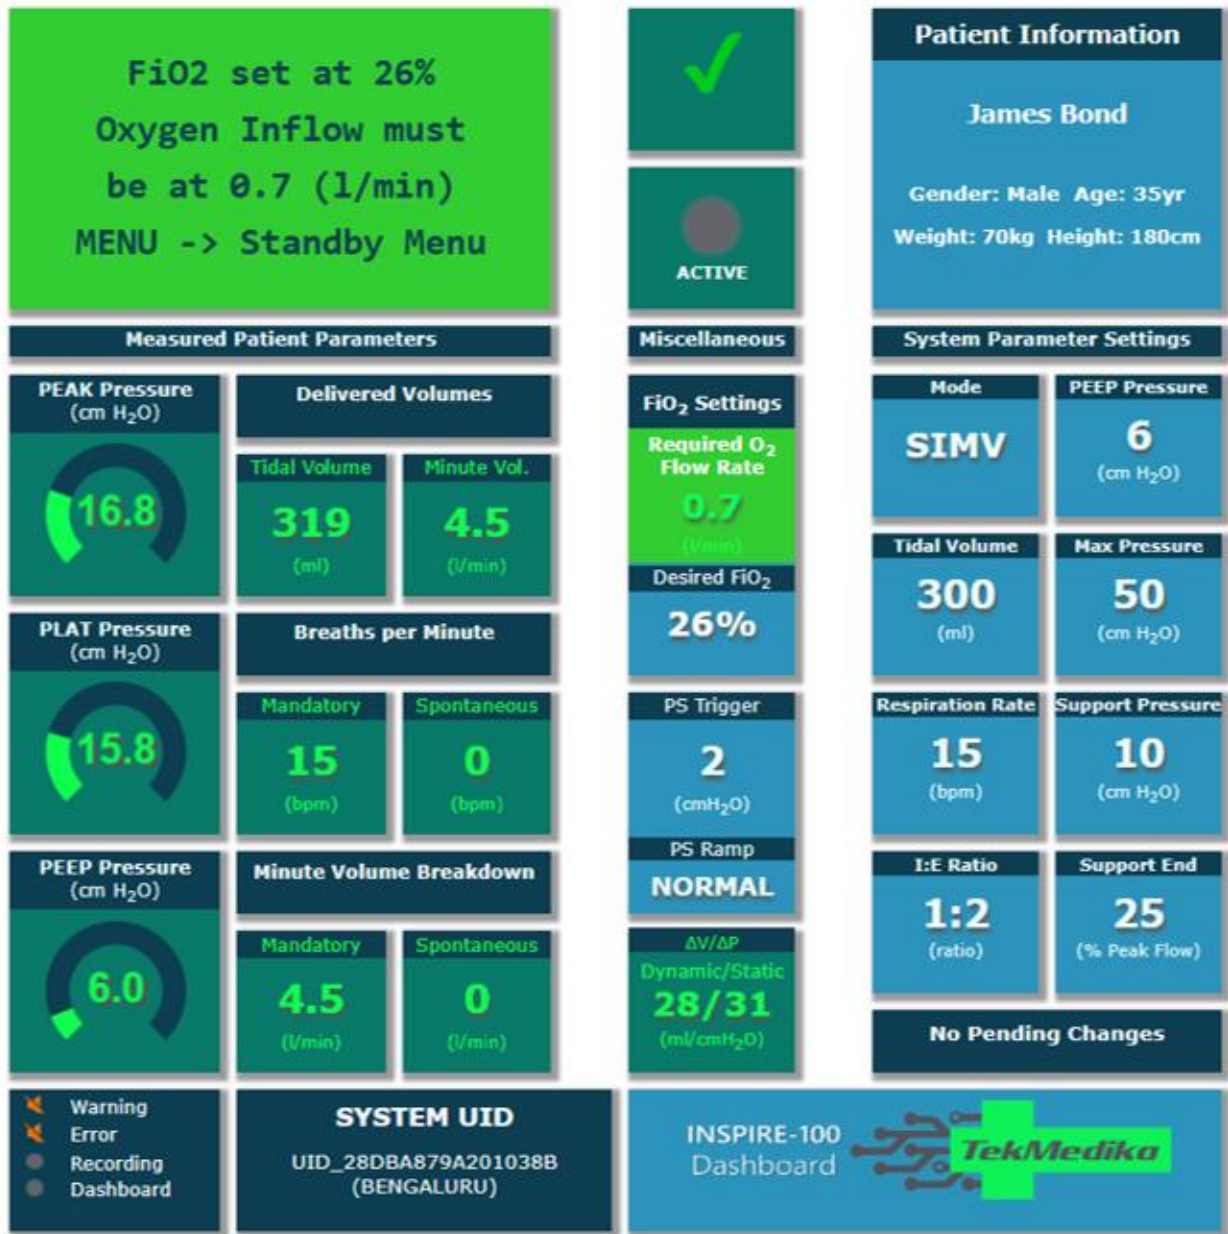 FiO2 set at 26%
Oxygen Inflow must
be at 0.7 (l/min)
MENU -> Standby Menu
ACTIVE
Patient Information
James Bond
Gender: Male Age: 35yr
Weight: 70kg Height: 180cm
Measured Patient Parameters
PEAK Pressure
(cm H₂O)
16.8
Delivered Volumes
Tidal Volume
319
(ml)
Minute Vol.
4.5
(l/min)
PLAT Pressure
(cm H₂O)
15.8
Breaths per Minute
Mandatory
15
(bpm)
Spontaneous
0
(bpm)
PEEP Pressure
(cm H₂O)
6.0
Minute Volume Breakdown
Mandatory
4.5
(l/min)
Spontaneous
0
(l/min)
Miscellaneous
FiO₂ Settings
Required O₂
Flow Rate
0.7
(l/min)
Desired FiO₂
26%
PS Trigger
2
(cmH₂O)
PS Ramp
NORMAL
ΔV/ΔP
Dynamic/Static
28/31
(ml/cmH₂O)
System Parameter Settings
Mode
SIMV
PEEP Pressure
6
(cm H₂O)
Tidal Volume
300
(ml)
Max Pressure
50
(cm H₂O)
Respiration Rate
15
(bpm)
Support Pressure
10
(cm H₂O)
I:E Ratio
1:2
(ratio)
Support End
25
(% Peak Flow)
No Pending Changes
Warning
Error
Recording
Dashboard
SYSTEM UID
UID_28DBA879A201038B
(BENGALURU)
INSPIRE-100
Dashboard
TekMedika